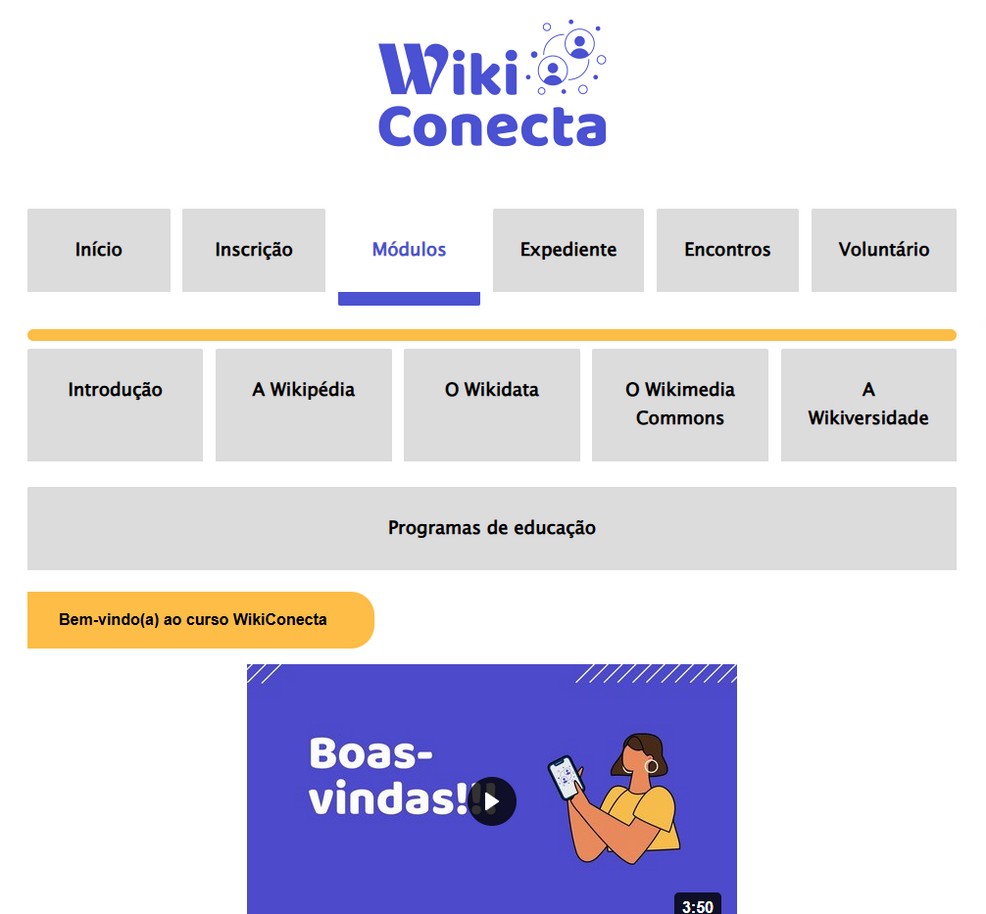 Wiki
Conecta
Início
Inscrição
Módulos
Expediente
Encontros
Voluntário
Introdução
A Wikipédia
O Wikidata
O Wikimedia
Commons
A
Wikiversidade
Programas de educação
Bem-vindo(a) ao curso WikiConecta
Boas-
vindas!!!
3:50